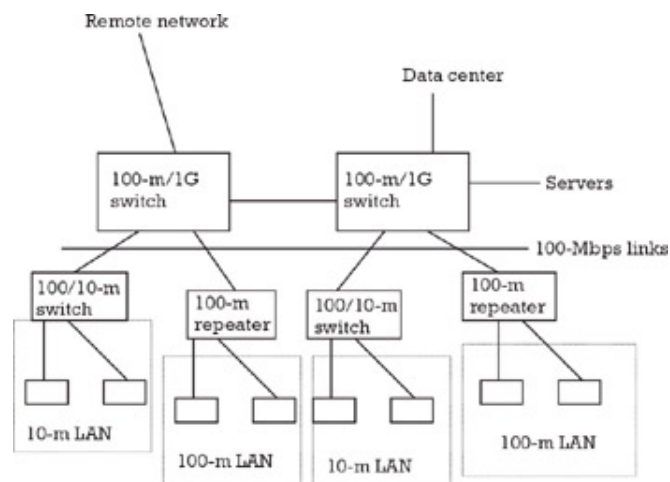 Remote network
Data center
100-m/1G
switch
100-m/1G
switch
Servers
100-Mbps links
100/10-m
switch
100-m
repeater
100/10-m
switch
100-m
repeater
10-m LAN
100-m LAN
10-m LAN
100-m LAN